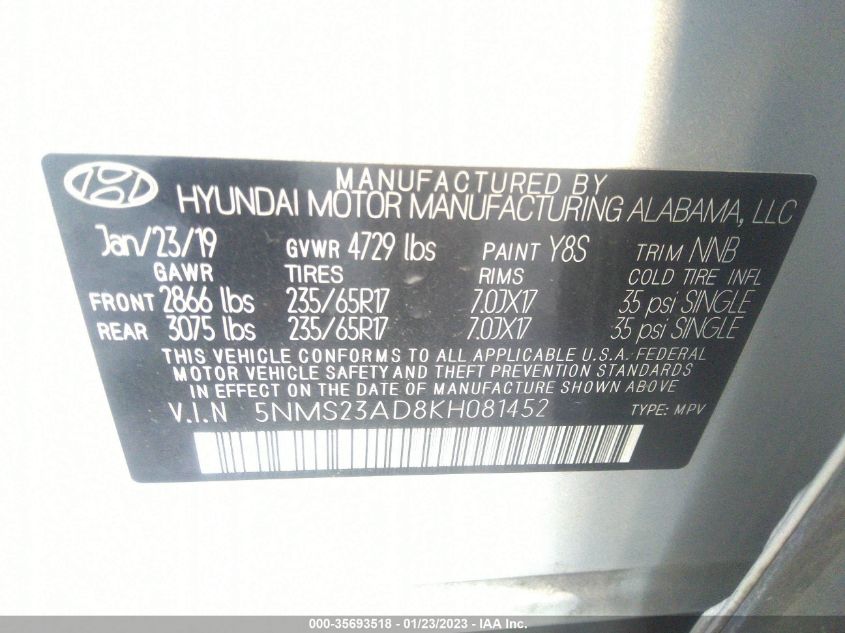 MANUFACTURED BY
HYUNDAI MOTOR MANUFACTURING ALABAMA, LLC
Jan/23/19 GVWR 4729 lbs PAINT Y8S TRIM NNB
GAWR TIRES RIMS COLD TIRE INFL
FRONT 2866 lbs 235/65R17 7.0JX17 35 psi SINGLE
REAR 3075 lbs 235/65R17 7.0JX17 35 psi SINGLE
THIS VEHICLE CONFORMS TO ALL APPLICABLE U.S.A. FEDERAL
MOTOR VEHICLE SAFETY AND THEFT PREVENTION STANDARDS
IN EFFECT ON THE DATE OF MANUFACTURE SHOWN ABOVE
V.I.N 5NMS23AD8KH081452 TYPE: MPV
000-35693518 - 01/23/2023 - IAA Inc.